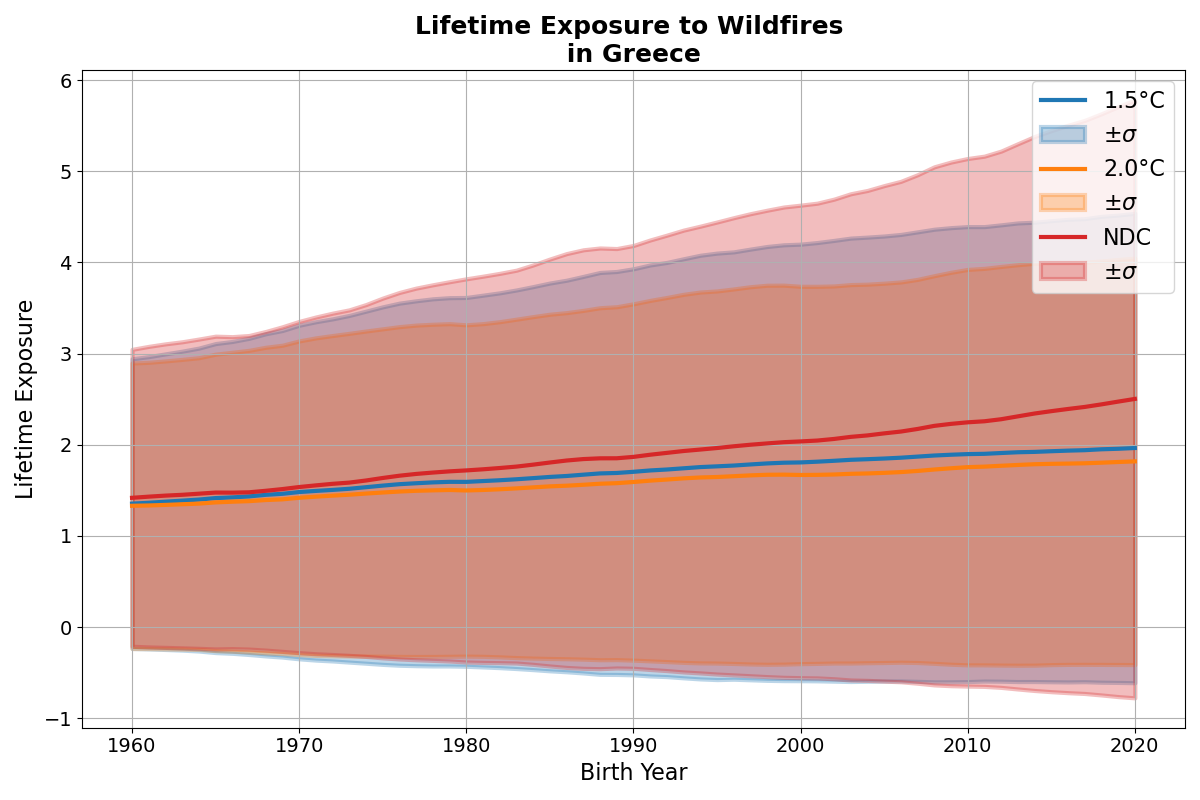 Lifetime Exposure to Wildfires
in Greece
6
5
4
3
2
1
0
−1
Lifetime Exposure
1960
1970
1980
1990
2000
2010
2020
Birth Year
1.5°C
±σ
2.0°C
±σ
NDC
±σ